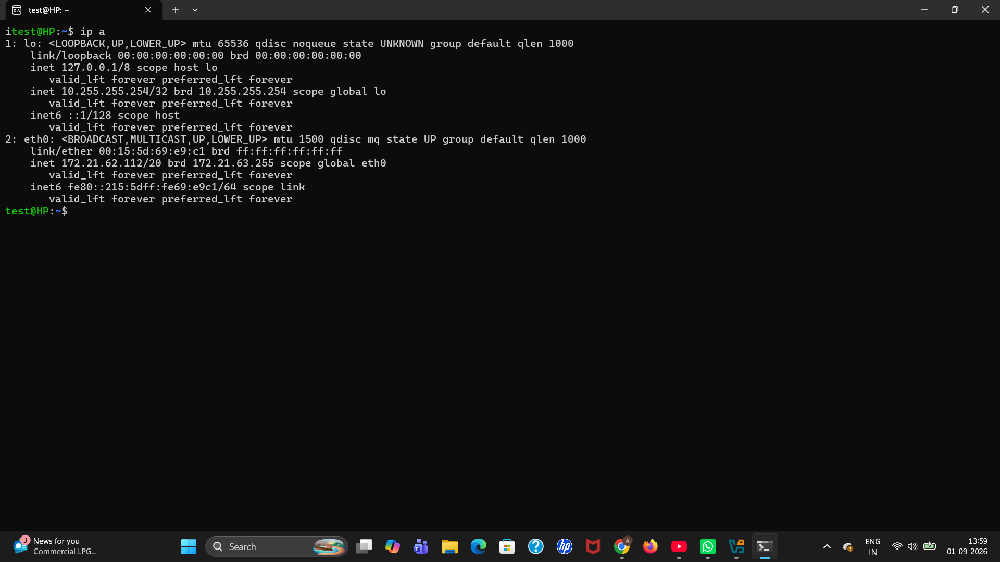 test@HP: ~
itest@HP:~$ ip a
1: lo: <LOOPBACK,UP,LOWER_UP> mtu 65536 qdisc noqueue state UNKNOWN group default qlen 1000
    link/loopback 00:00:00:00:00:00 brd 00:00:00:00:00:00
    inet 127.0.0.1/8 scope host lo
       valid_lft forever preferred_lft forever
    inet 10.255.255.254/32 brd 10.255.255.254 scope global lo
       valid_lft forever preferred_lft forever
    inet6 ::1/128 scope host
       valid_lft forever preferred_lft forever
2: eth0: <BROADCAST,MULTICAST,UP,LOWER_UP> mtu 1500 qdisc mq state UP group default qlen 1000
    link/ether 00:15:5d:69:e9:c1 brd ff:ff:ff:ff:ff:ff
    inet 172.21.62.112/20 brd 172.21.63.255 scope global eth0
       valid_lft forever preferred_lft forever
    inet6 fe80::215:5dff:fe69:e9c1/64 scope link
       valid_lft forever preferred_lft forever
test@HP:~$
3
News for you
Commercial LPG...
Search
hp
A
ENG
IN
13:59
01-09-2026